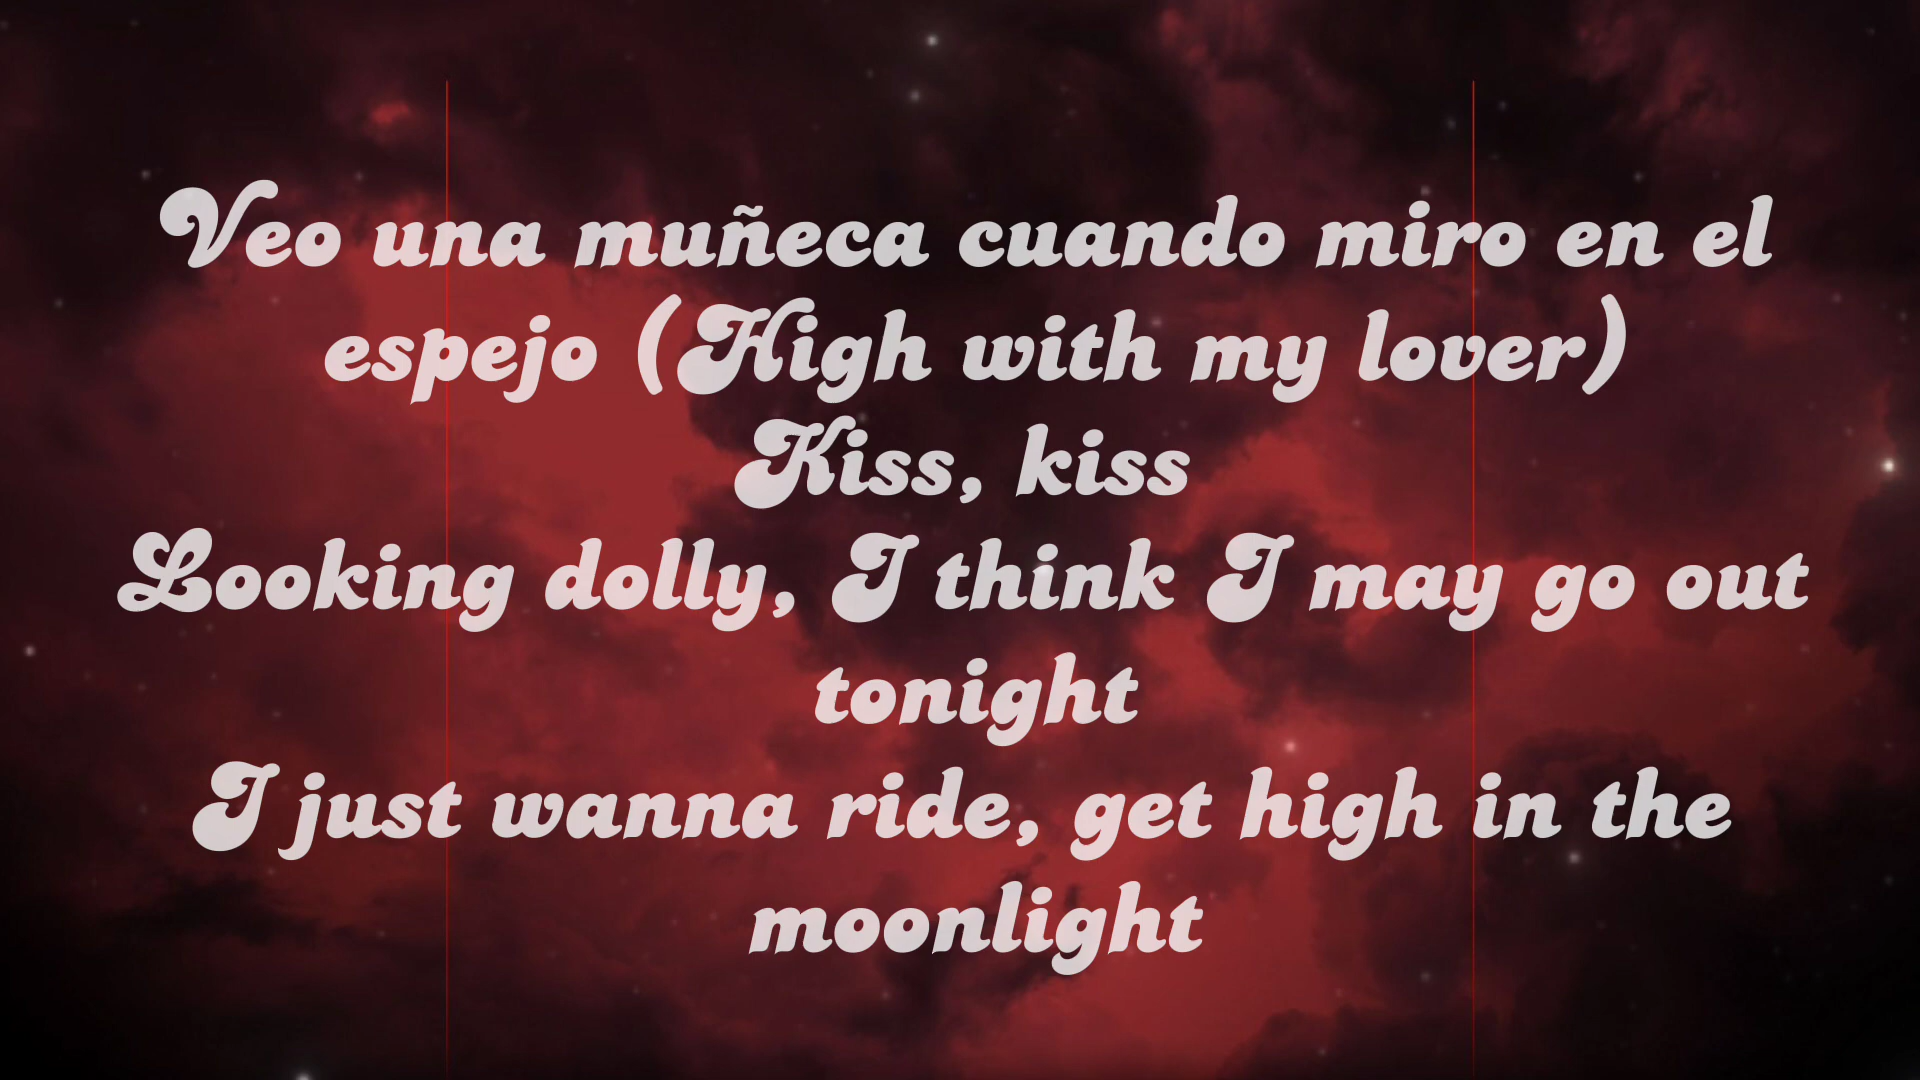 Veo una muñeca cuando miro en el
espejo (High with my lover)
Kiss, kiss
Looking dolly, I think I may go out
tonight
I just wanna ride, get high in the
moonlight